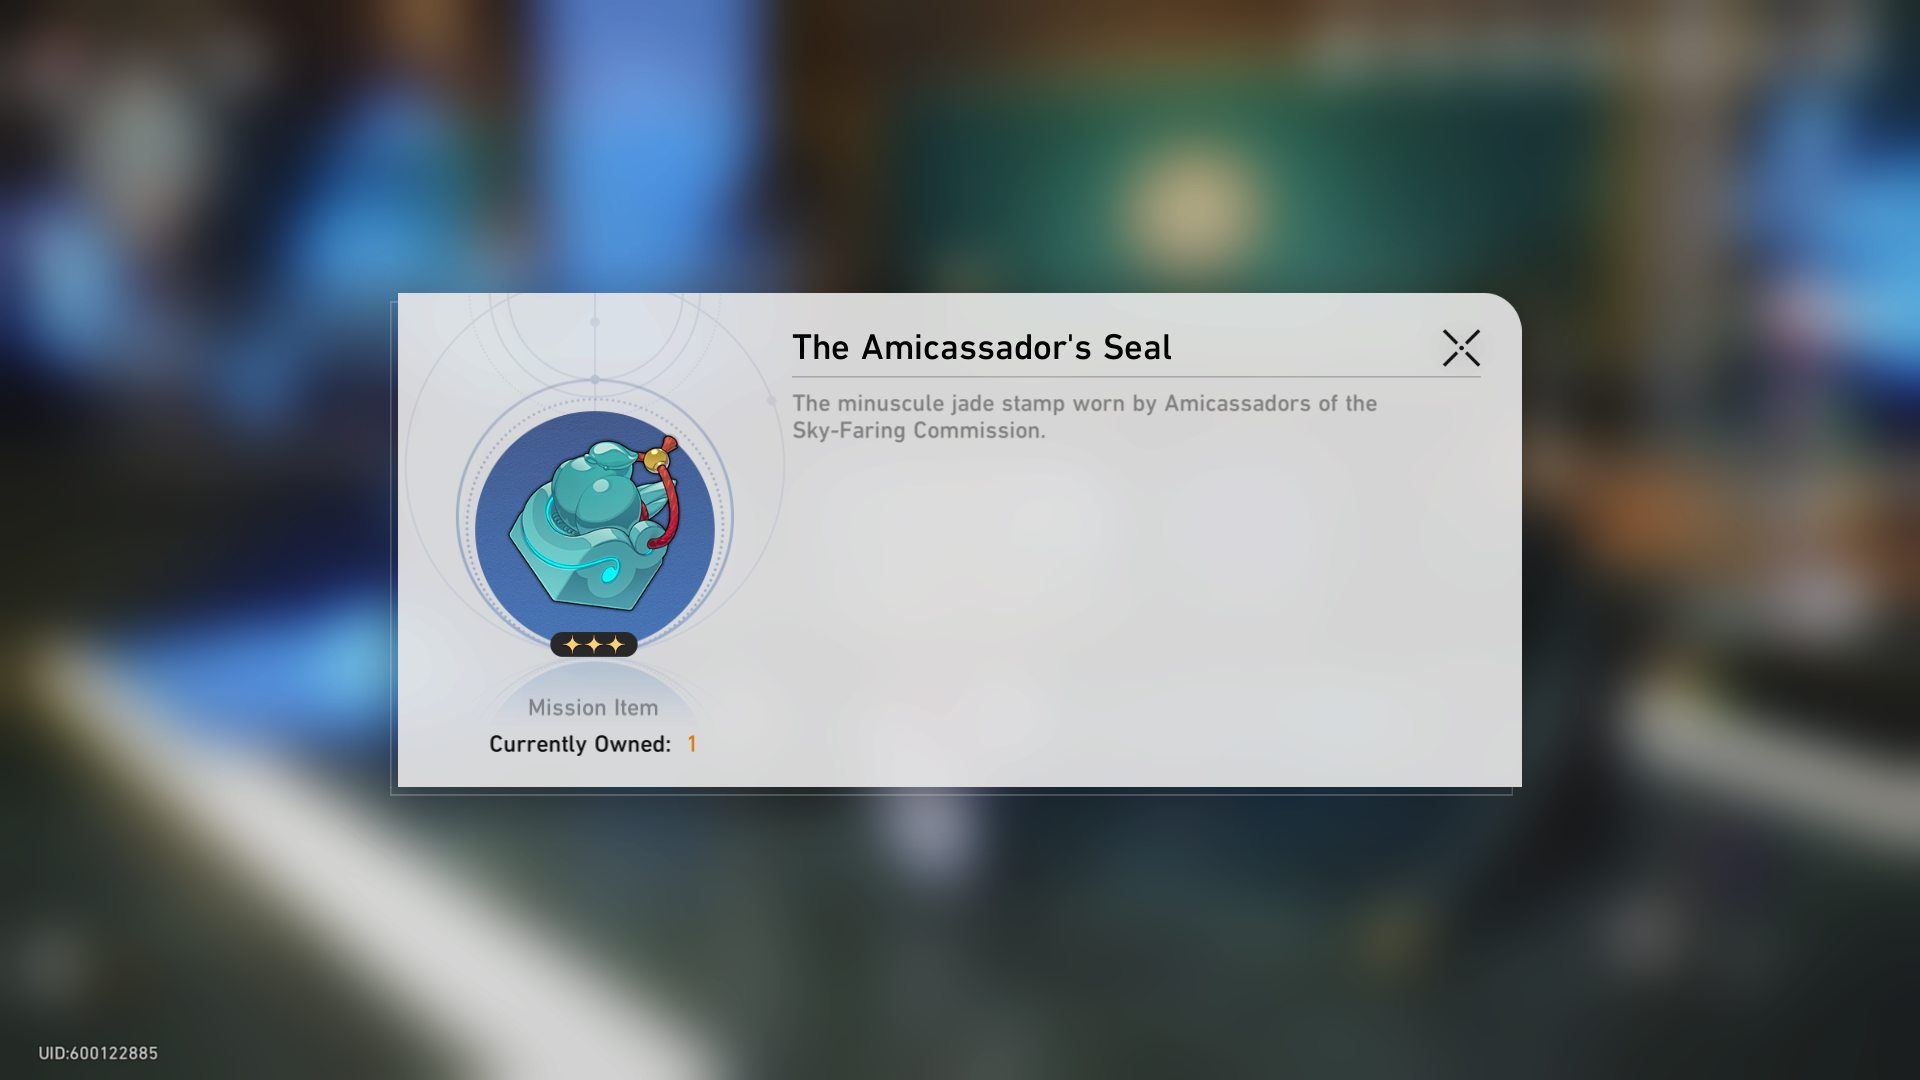 The Amicassador's Seal
The minuscule jade stamp worn by Amicassadors of the
Sky-Faring Commission.
Mission Item
Currently Owned: 1
UID:600122885